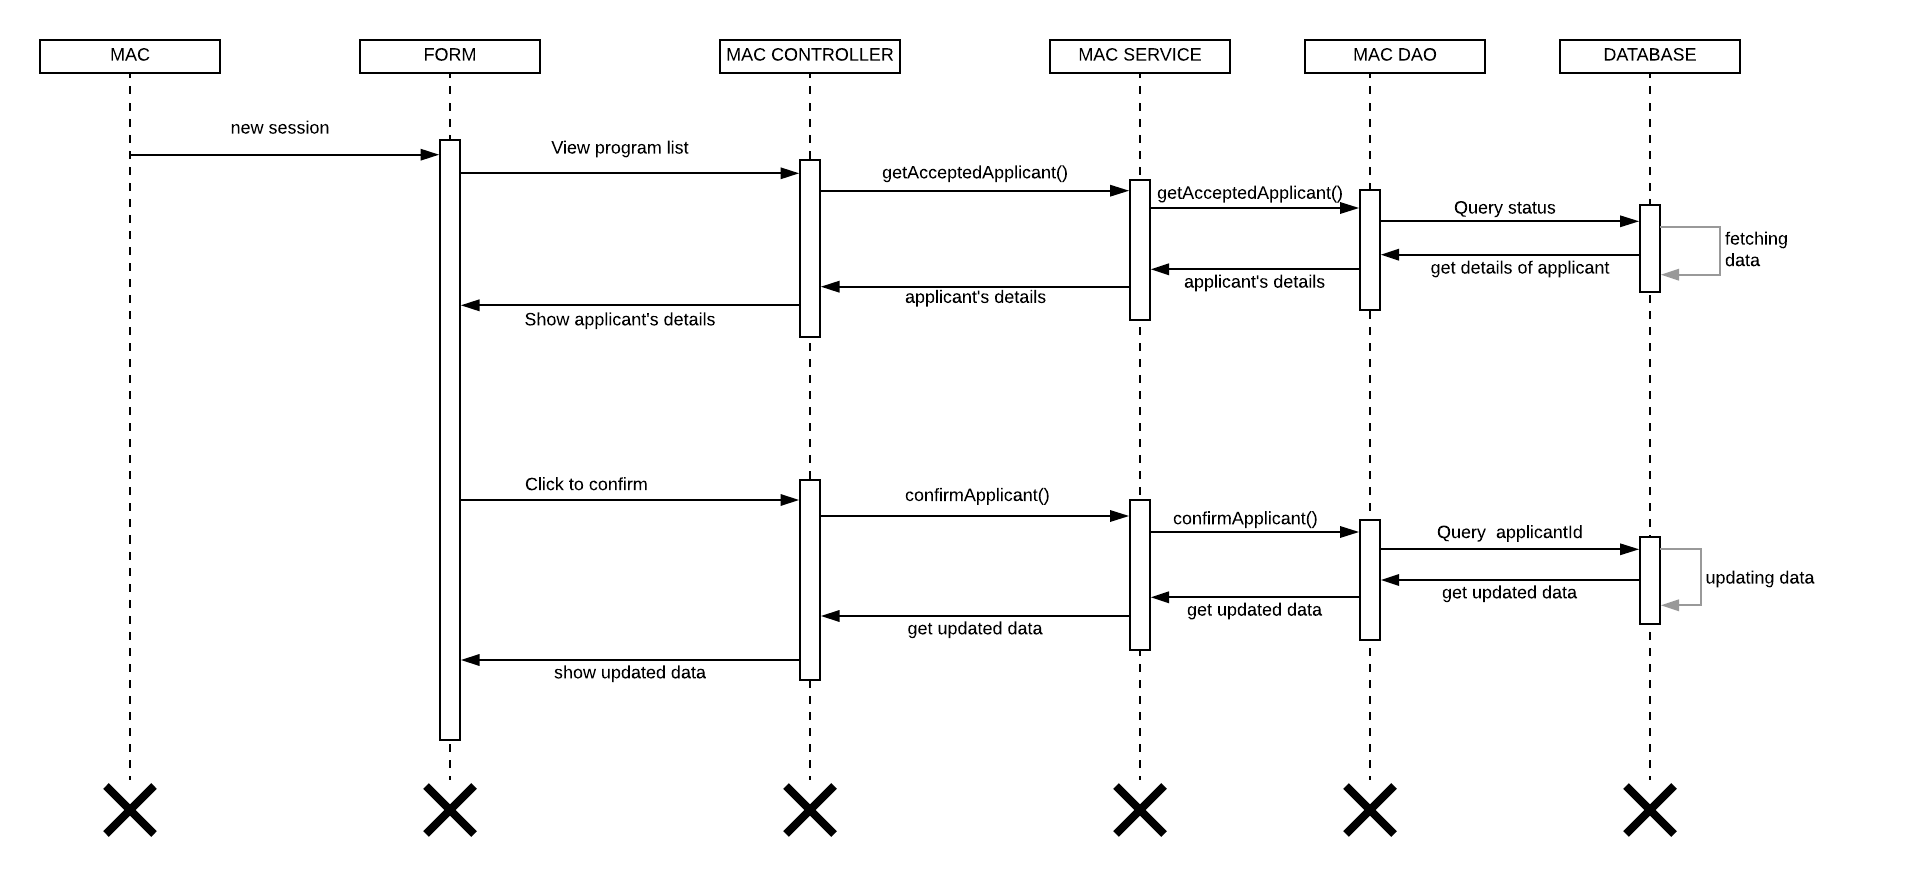 MAC
FORM
MAC CONTROLLER
MAC SERVICE
MAC DAO
DATABASE
new session
View program list
getAcceptedApplicant()
getAcceptedApplicant()
Query status
fetching
data
get details of applicant
applicant's details
applicant's details
Show applicant's details
Click to confirm
confirmApplicant()
confirmApplicant()
Query  applicantId
updating data
get updated data
get updated data
get updated data
show updated data